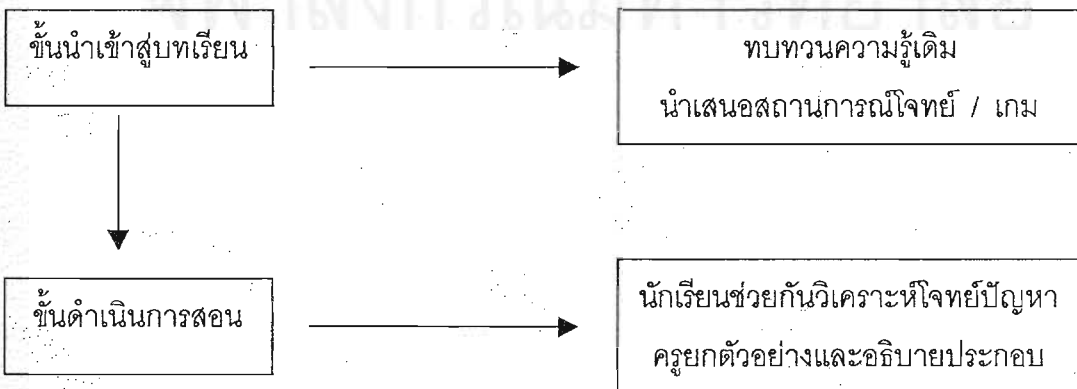 ขั้นนำเข้าสู่บทเรียน
ทบทวนความรู้เดิม
นำเสนอสถานการณ์โจทย์ / เกม
ขั้นดำเนินการสอน
นักเรียนช่วยกันวิเคราะห์โจทย์ปัญหา
ครูยกตัวอย่างและอธิบายประกอบ